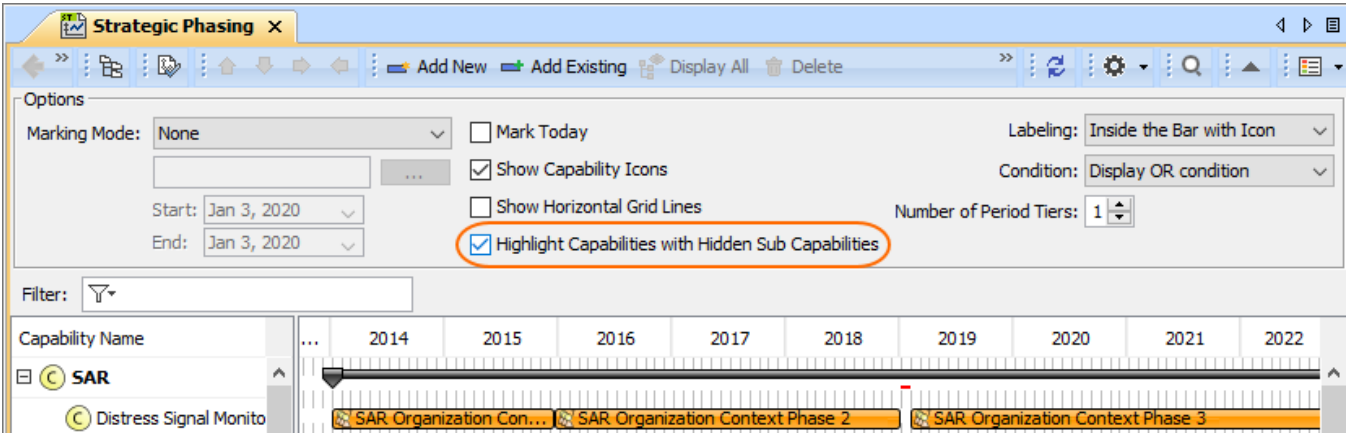 Strategic Phasing X
Add New Add Existing Display All Delete
Options
Marking Mode: None
Mark Today
Labeling: Inside the Bar with Icon
...
Show Capability Icons
Condition: Display OR condition
Start: Jan 3, 2020
Show Horizontal Grid Lines
Number of Period Tiers: 1
End: Jan 3, 2020
Highlight Capabilities with Hidden Sub Capabilities
Filter:
Capability Name ... 2014 2015 2016 2017 2018 2019 2020 2021 2022
C SAR
C Distress Signal Monito SAR Organization Con... SAR Organization Context Phase 2 SAR Organization Context Phase 3